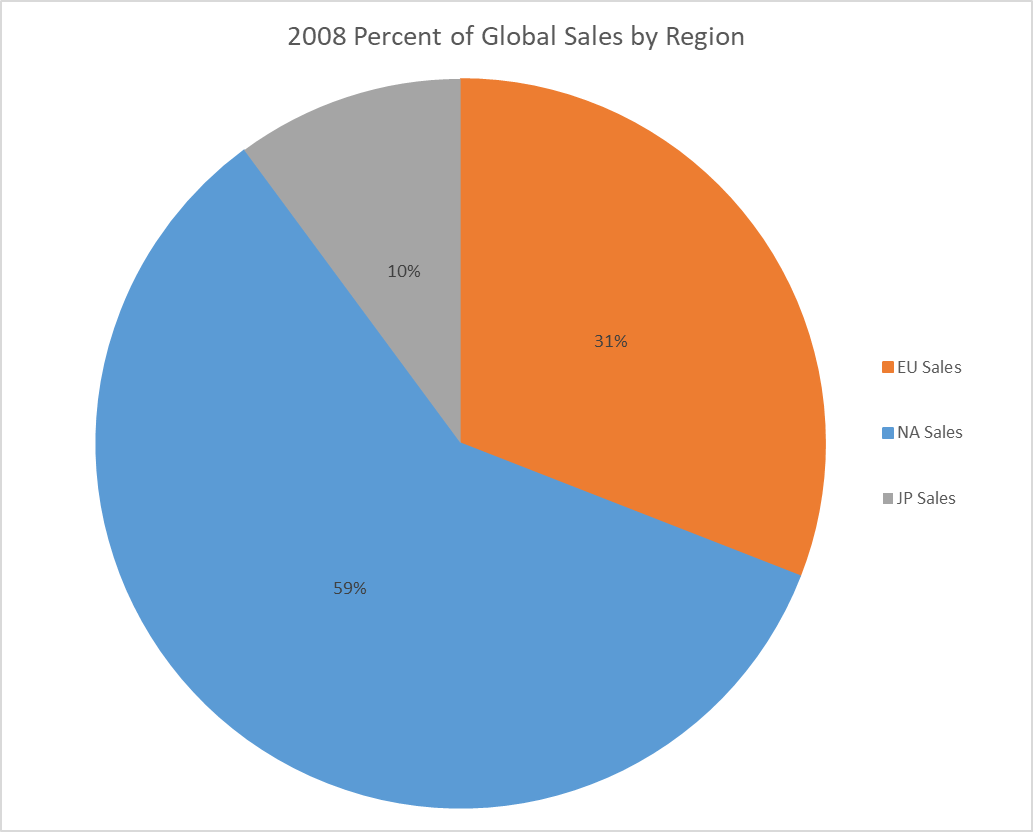 2008 Percent of Global Sales by Region
10%
31%
59%
EU Sales
NA Sales
JP Sales